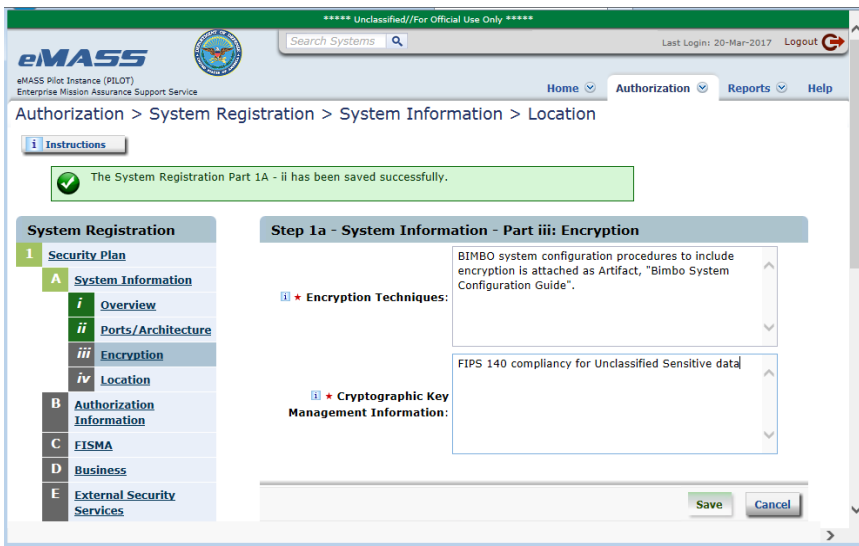 ***** Unclassified//For Official Use Only *****
eMASS
Search Systems
Last Login: 20-Mar-2017 Logout
eMASS Pilot Instance (PILOT)
Enterprise Mission Assurance Support Service
Home Authorization Reports Help
Authorization > System Registration > System Information > Location
i Instructions
The System Registration Part 1A - ii has been saved successfully.
System Registration
1 Security Plan
A System Information
i Overview
ii Ports/Architecture
iii Encryption
iv Location
B Authorization
Information
C FISMA
D Business
E External Security
Services
Step 1a - System Information - Part iii: Encryption
i ★ Encryption Techniques:
BIMBO system configuration procedures to include
encryption is attached as Artifact, "Bimbo System
Configuration Guide".
i ★ Cryptographic Key
Management Information:
FIPS 140 compliancy for Unclassified Sensitive data
Save Cancel